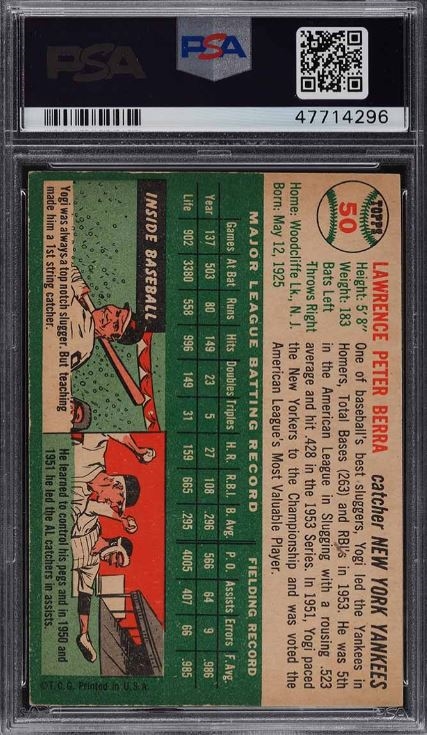 PSA
PSA
47714296
TOPPS
50
LAWRENCE PETER BERRA catcher NEW YORK YANKEES
Height: 5'8"
Weight: 183
Bats Left
Throws Right
Home: Woodcliffe Lk., N. J.
Born: May 12, 1925
One of baseball's best sluggers, Yogi led the Yankees in
Homers, Total Bases (263) and RBI's in 1953. He was 5th
in the American League in Slugging with a rousing .523
average and hit .428 in the 1953 Series. In 1951, Yogi paced
the New Yorkers to the Championship and was voted the
American League's Most Valuable Player.
MAJOR LEAGUE BATTING RECORD FIELDING RECORD
Games At Bat Runs Hits Doubles Triples H.R. R.B.I. B.Avg. P.O. Assists Errors F.Avg.
Year 137 503 80 149 23 5 27 108 .296 566 64 9 .986
Life 902 3380 558 996 149 31 159 665 .295 4005 407 66 .985
INSIDE BASEBALL
Yogi was always a top notch slugger. But teaching
made him a 1st string catcher.
He learned to control his pegs and in 1950 and
1951 he led the AL catchers in assists.
©T.C.G. Printed in U.S.A.